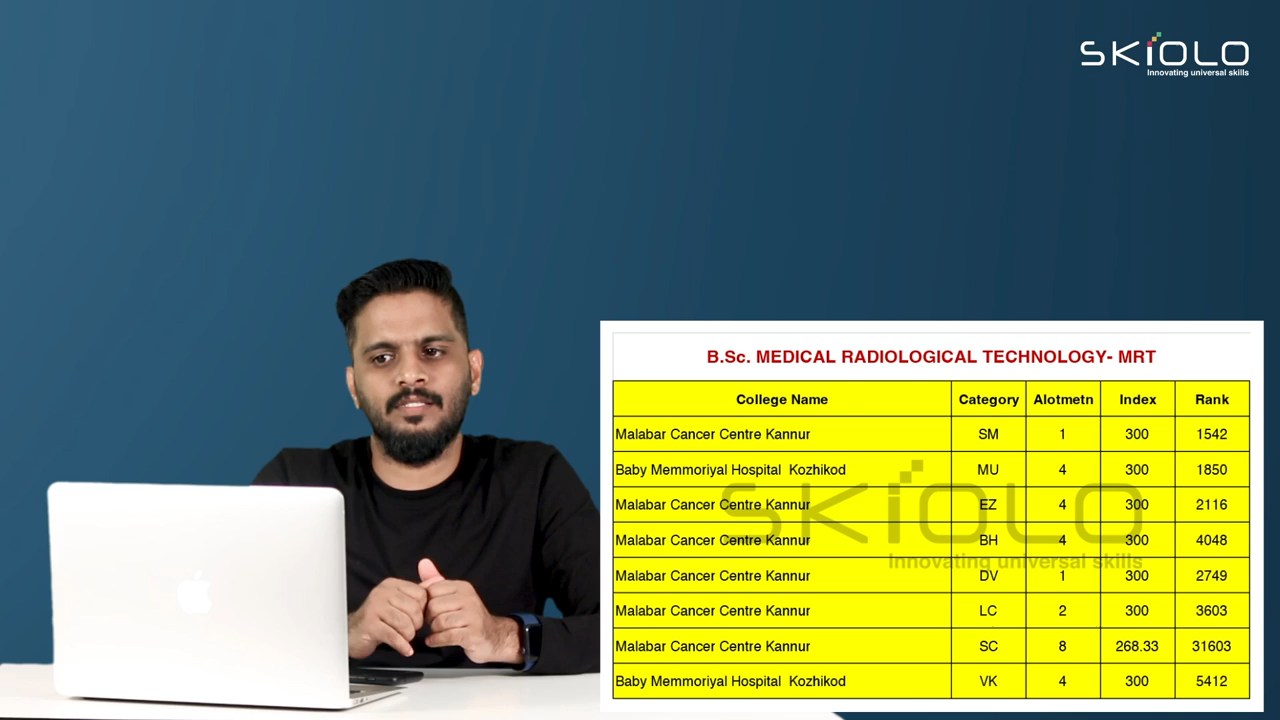 SKIOLO
Innovating universal skills
B.Sc. MEDICAL RADIOLOGICAL TECHNOLOGY- MRT
College Name Category Alotmetn Index Rank
Malabar Cancer Centre Kannur SM 1 300 1542
Baby Memmoriyal Hospital Kozhikod MU 4 300 1850
Malabar Cancer Centre Kannur EZ 4 300 2116
Malabar Cancer Centre Kannur BH 4 300 4048
Malabar Cancer Centre Kannur DV 1 300 2749
Malabar Cancer Centre Kannur LC 2 300 3603
Malabar Cancer Centre Kannur SC 8 268.33 31603
Baby Memmoriyal Hospital Kozhikod VK 4 300 5412
SKIOLO
Innovating universal skills